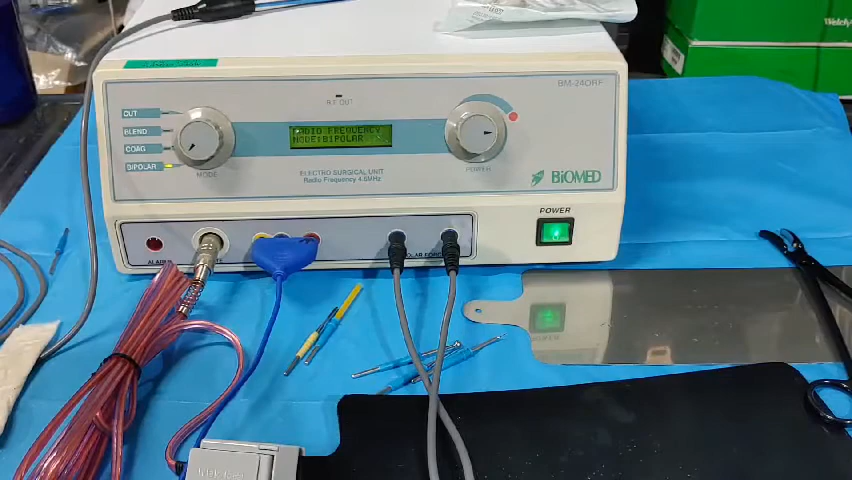 BM-240RF
R.F OUT
CUT
BLEND
COAG
BIPOLAR
RADIO FREQUENCY
MODE:BIPOLAR
MODE
POWER
ELECTRO SURGICAL UNIT
Radio Frequency 4.6MHz
BIOMED
POWER
ALARM